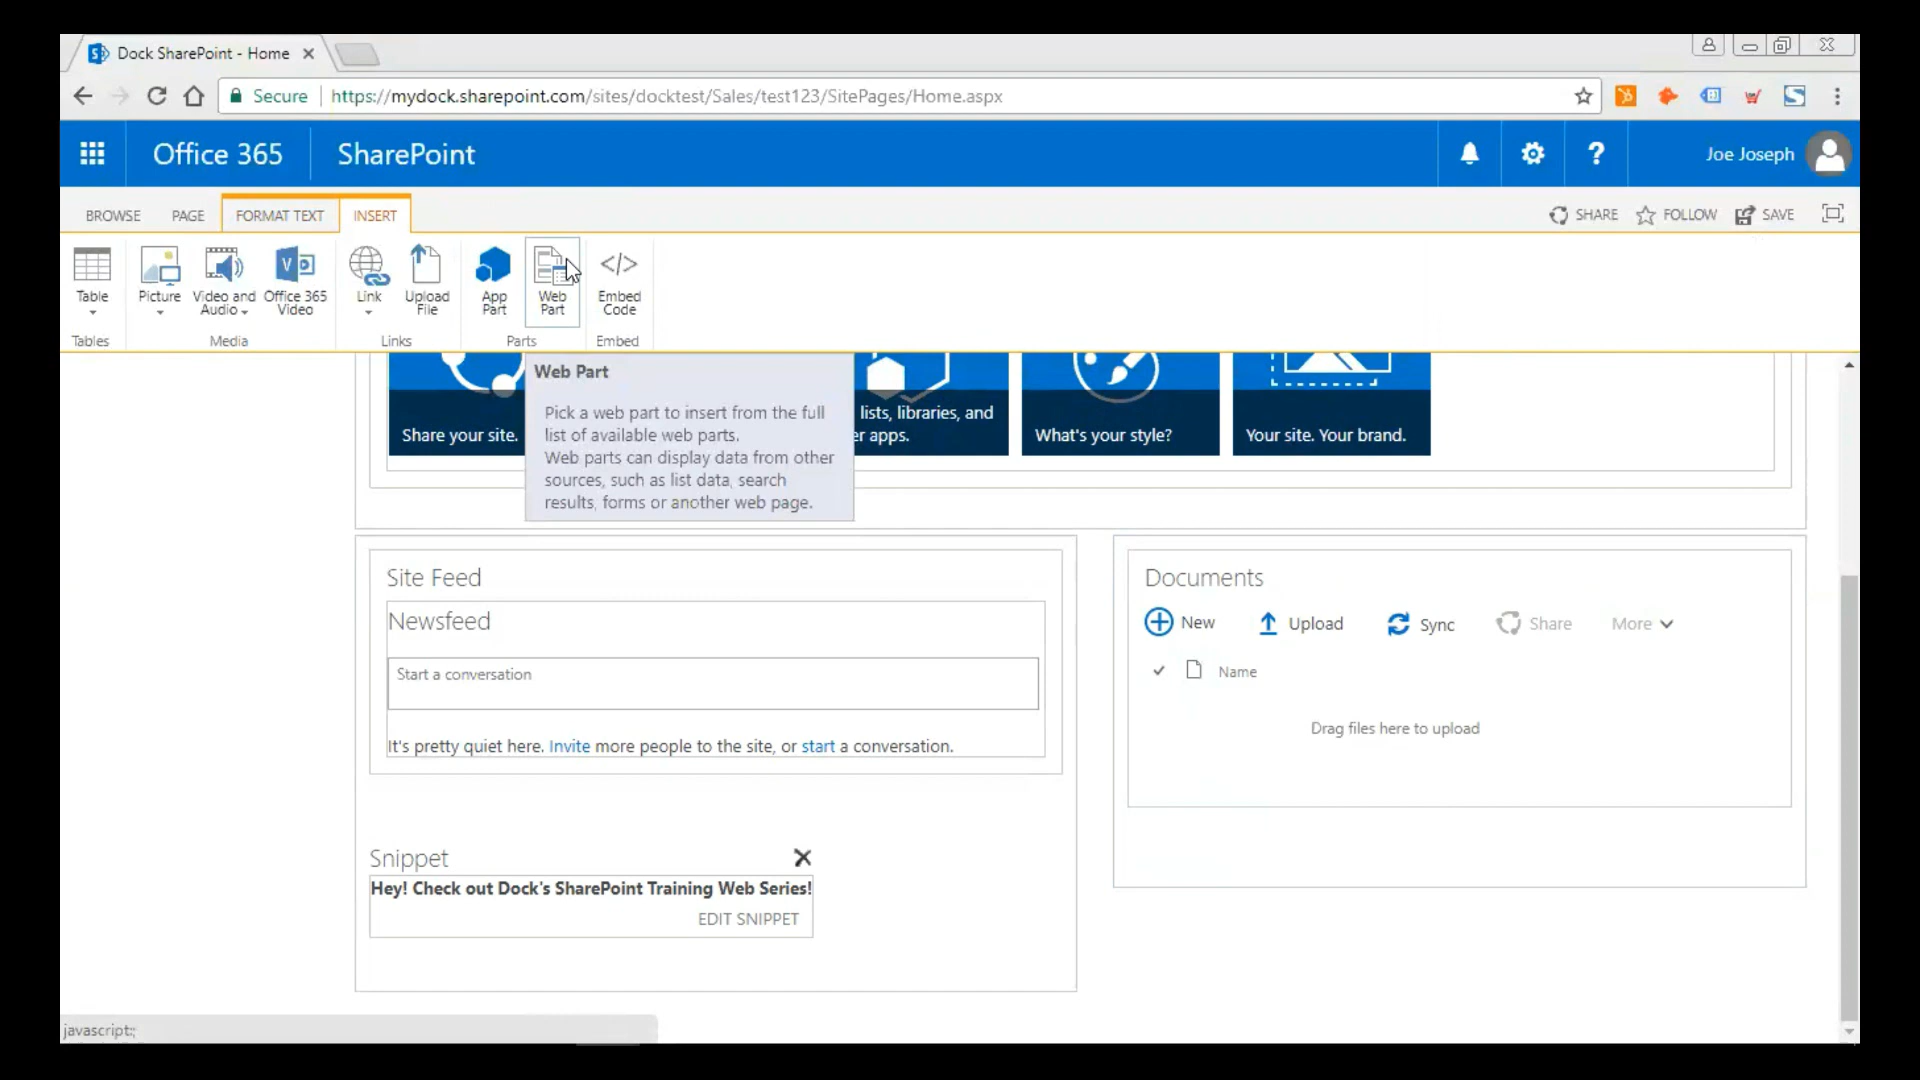 Dock SharePoint - Home
Secure
https://mydock.sharepoint.com/sites/docktest/Sales/test123/SitePages/Home.aspx
Office 365
SharePoint
?
Joe Joseph
BROWSE
PAGE
FORMAT TEXT
INSERT
SHARE
FOLLOW
SAVE
Table
Picture
Video and
Audio
Office 365
Video
Link
Upload
File
App
Part
Web
Part
Embed
Code
Tables
Media
Links
Parts
Embed
Share your site.
lists, libraries, and
er apps.
What's your style?
Your site. Your brand.
Web Part
Pick a web part to insert from the full
list of available web parts.
Web parts can display data from other
sources, such as list data, search
results, forms or another web page.
Site Feed
Newsfeed
Start a conversation
It's pretty quiet here. Invite more people to the site, or start a conversation.
Documents
New
Upload
Sync
Share
More
Name
Drag files here to upload
Snippet
Hey! Check out Dock's SharePoint Training Web Series!
EDIT SNIPPET
javascript:;